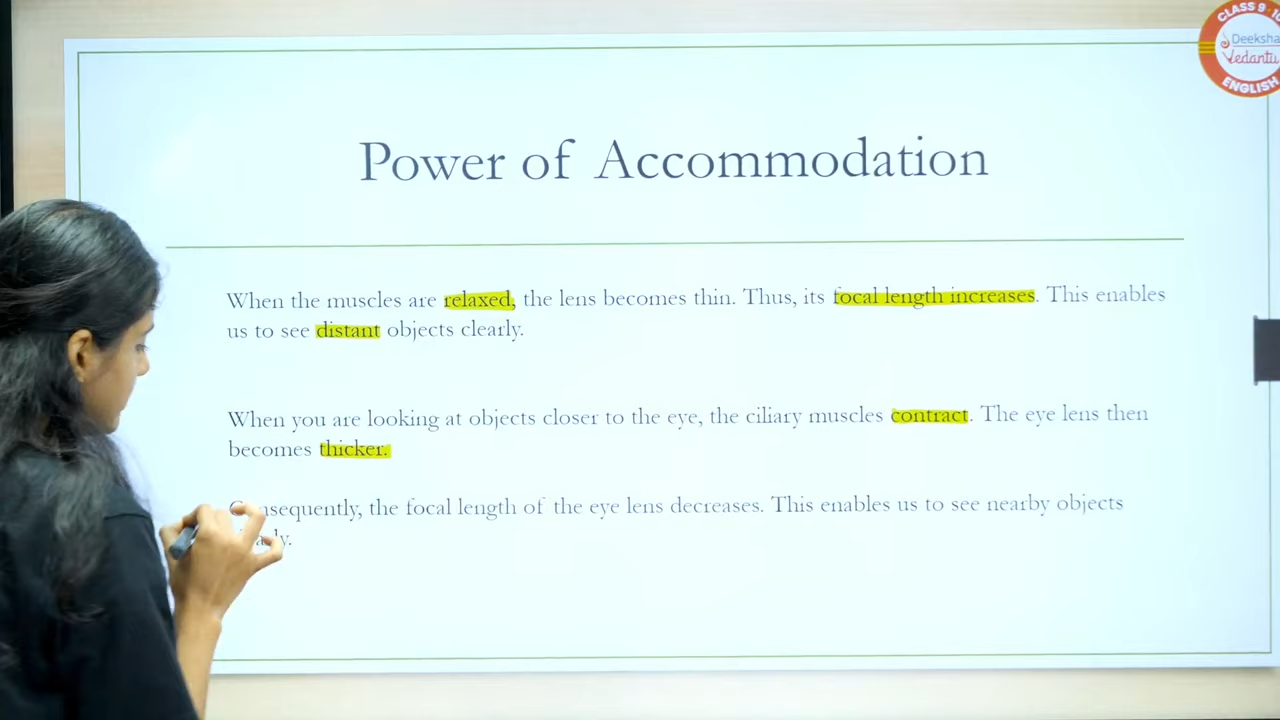 CLASS 9-10
Deeksha
Vedantu
ENGLISH
Power of Accommodation
When the muscles are relaxed, the lens becomes thin. Thus, its focal length increases. This enables
us to see distant objects clearly.
When you are looking at objects closer to the eye, the ciliary muscles contract. The eye lens then
becomes thicker.
the focal length of the eye lens decreases. This enables us to see nearby objects